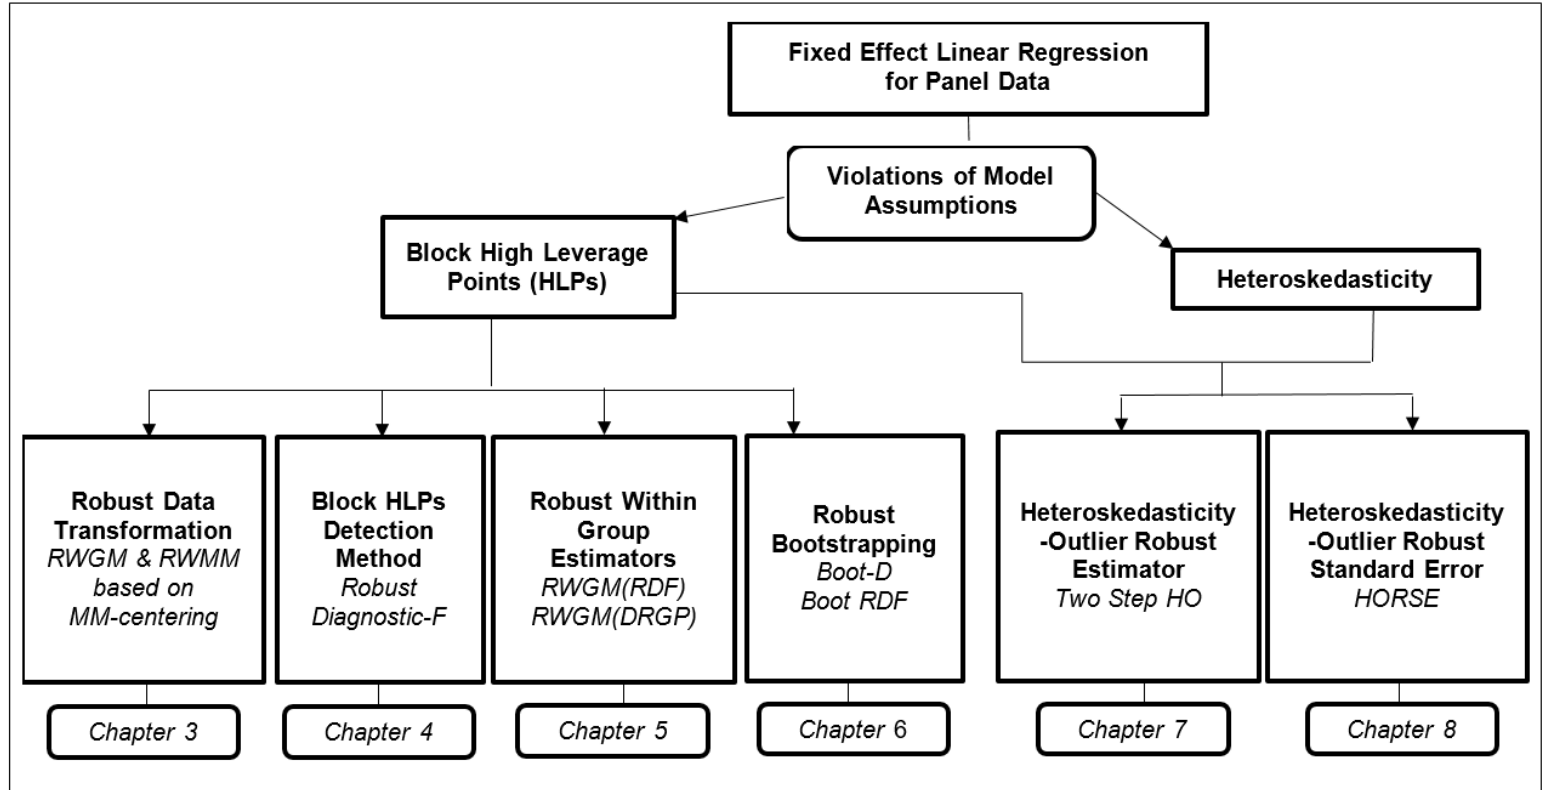 Fixed Effect Linear Regression
for Panel Data
Violations of Model
Assumptions
Block High Leverage
Points (HLPs)
Heteroskedasticity
Robust Data
Transformation
RWGM & RWMM
based on
MM-centering
Block HLPs
Detection
Method
Robust
Diagnostic-F
Robust Within
Group
Estimators
RWGM(RDF)
RWGM(DRGP)
Robust
Bootstrapping
Boot-D
Boot RDF
Heteroskedasticity
-Outlier Robust
Estimator
Two Step HO
Heteroskedasticity
-Outlier Robust
Standard Error
HORSE
Chapter 3
Chapter 4
Chapter 5
Chapter 6
Chapter 7
Chapter 8